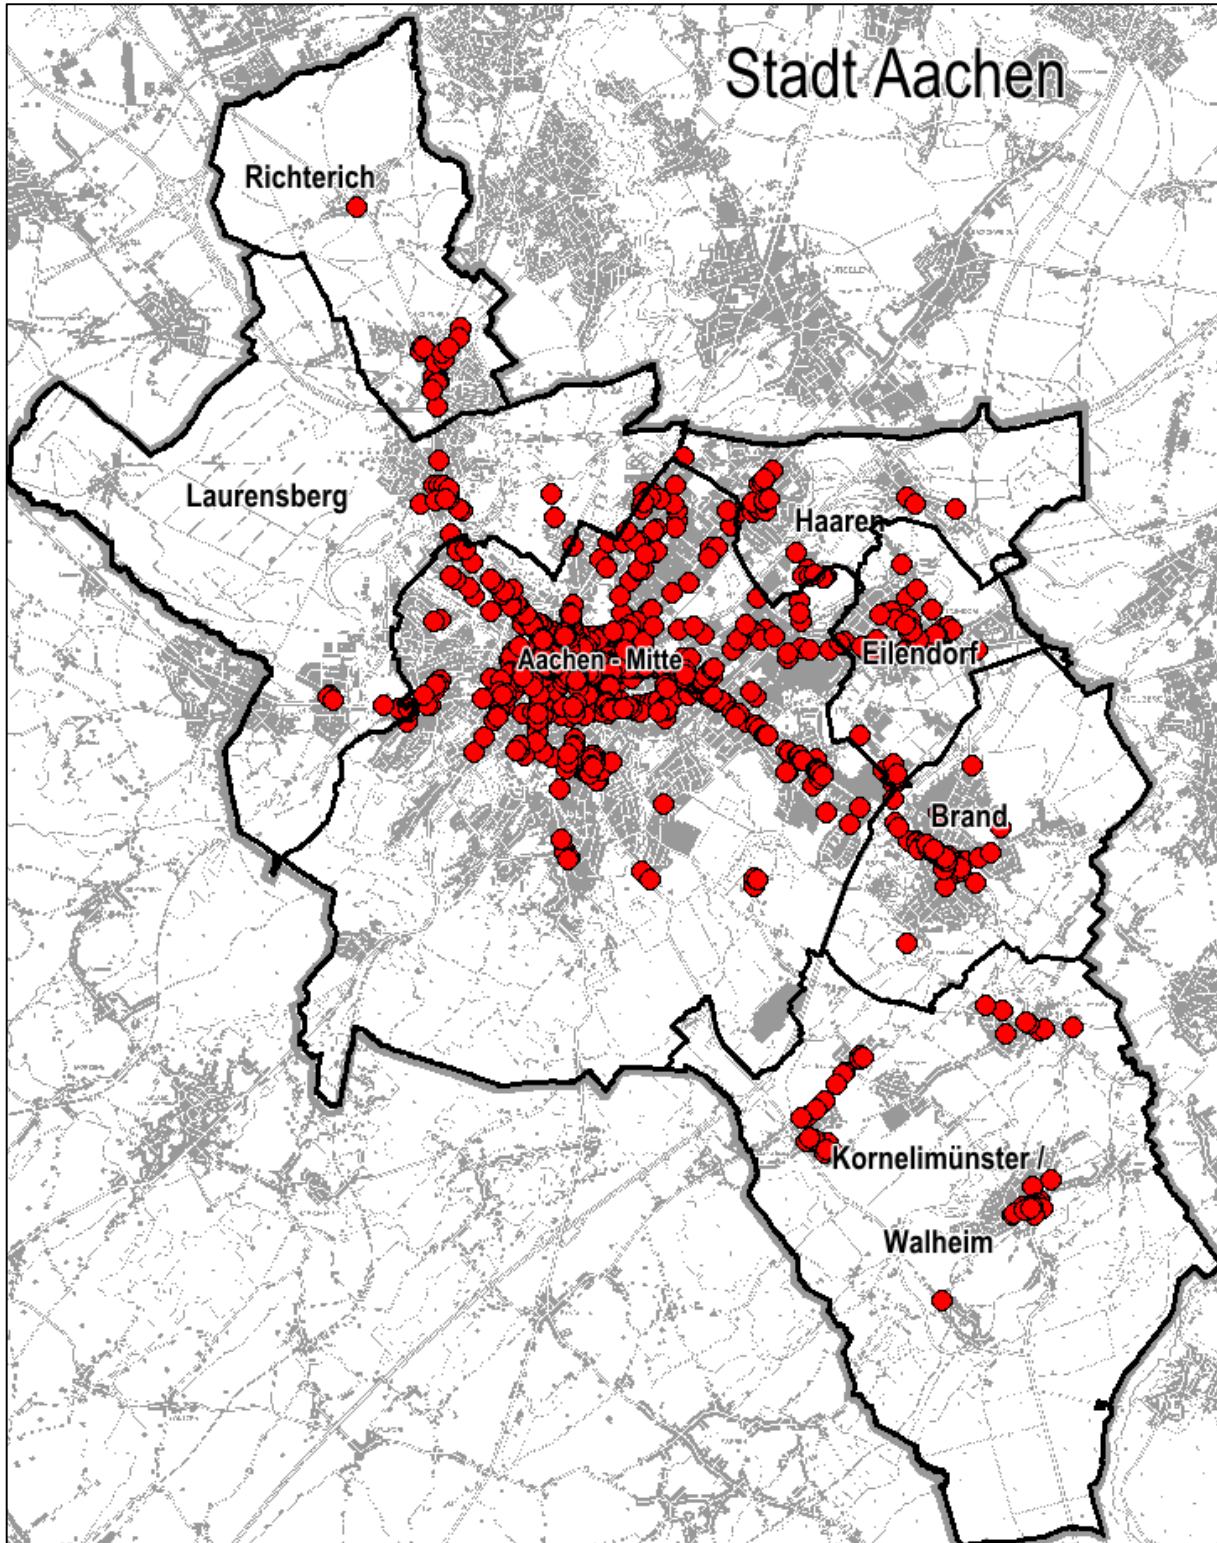 Stadt Aachen
Richterich
Laurensberg
Haaren
Aachen - Mitte
Eilendorf
Brand
Kornelimünster /
Walheim